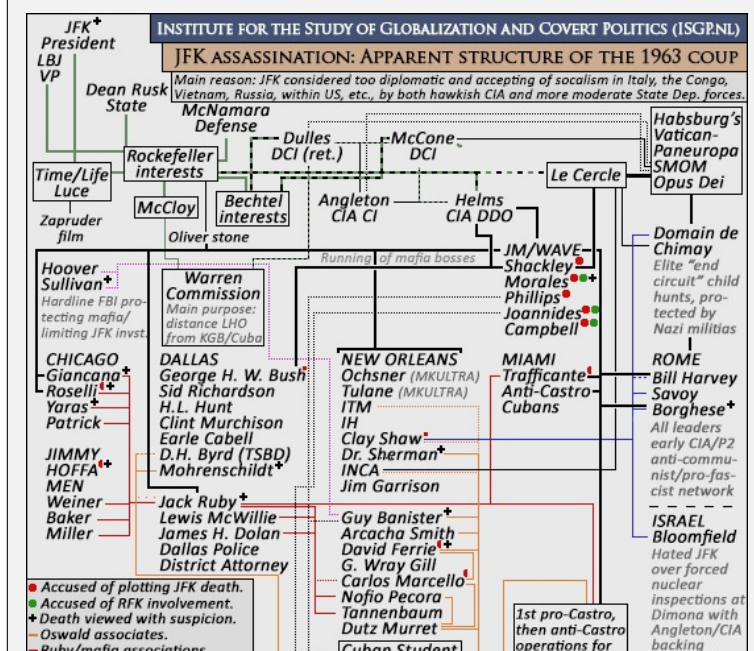 INSTITUTE FOR THE STUDY OF GLOBALIZATION AND COVERT POLITICS (ISGP.NL)
JFK ASSASSINATION: APPARENT STRUCTURE OF THE 1963 COUP
Main reason: JFK considered too diplomatic and accepting of socalism in Italy, the Congo,
Vietnam, Russia, within US, etc., by both hawkish CIA and more moderate State Dep. forces.
JFK
President
LBJ
VP
Dean Rusk
State
McNamara
Defense
Dulles
DCI (ret.)
McCone
DCI
Habsburg's
Vatican-
Paneuropa
SMOM
Opus Dei
Time/Life
Luce
Rockefeller
interests
Le Cercle
McCloy
Bechtel
interests
Angleton
CIA CI
Helms
CIA DDO
Zapruder
film
Oliver stone
Domain de
Chimay
Elite "end
circuit" child
hunts, pro-
tected by
Nazi militias
Running of mafia bosses
JM/WAVE
Shackley
Morales
Phillips
Joannides
Campbell
Hoover
Sullivan
Hardline FBI pro-
tecting mafia/
limiting JFK invst.
Warren
Commission
Main purpose:
distance LHO
from KGB/Cuba
CHICAGO
Giancana
Roselli
Yaras
Patrick
JIMMY
HOFFA
MEN
Weiner
Baker
Miller
DALLAS
George H. W. Bush
Sid Richardson
H.L. Hunt
Clint Murchison
Earle Cabell
D.H. Byrd (TSBD)
Mohrenschildt
Jack Ruby
Lewis McWillie
James H. Dolan
Dallas Police
District Attorney
NEW ORLEANS
Ochsner (MKULTRA)
Tulane (MKULTRA)
ITM
IH
Clay Shaw
Dr. Sherman
INCA
Jim Garrison
Guy Banister
Arcacha Smith
David Ferrie
G. Wray Gill
Carlos Marcello
Nofio Pecora
Tannenbaum
Dutz Murret
Cuban Student
MIAMI
Trafficante
Anti-Castro
Cubans
ROME
Bill Harvey
Savoy
Borghese
All leaders
early CIA/P2
anti-commu-
nist/pro-fas-
cist network
ISRAEL
Bloomfield
Hated JFK
over forced
nuclear
inspections at
Dimona with
Angleton/CIA
backing
1st pro-Castro,
then anti-Castro
operations for
Accused of plotting JFK death.
Accused of RFK involvement.
Death viewed with suspicion.
Oswald associates.
Ruby/mafia associations